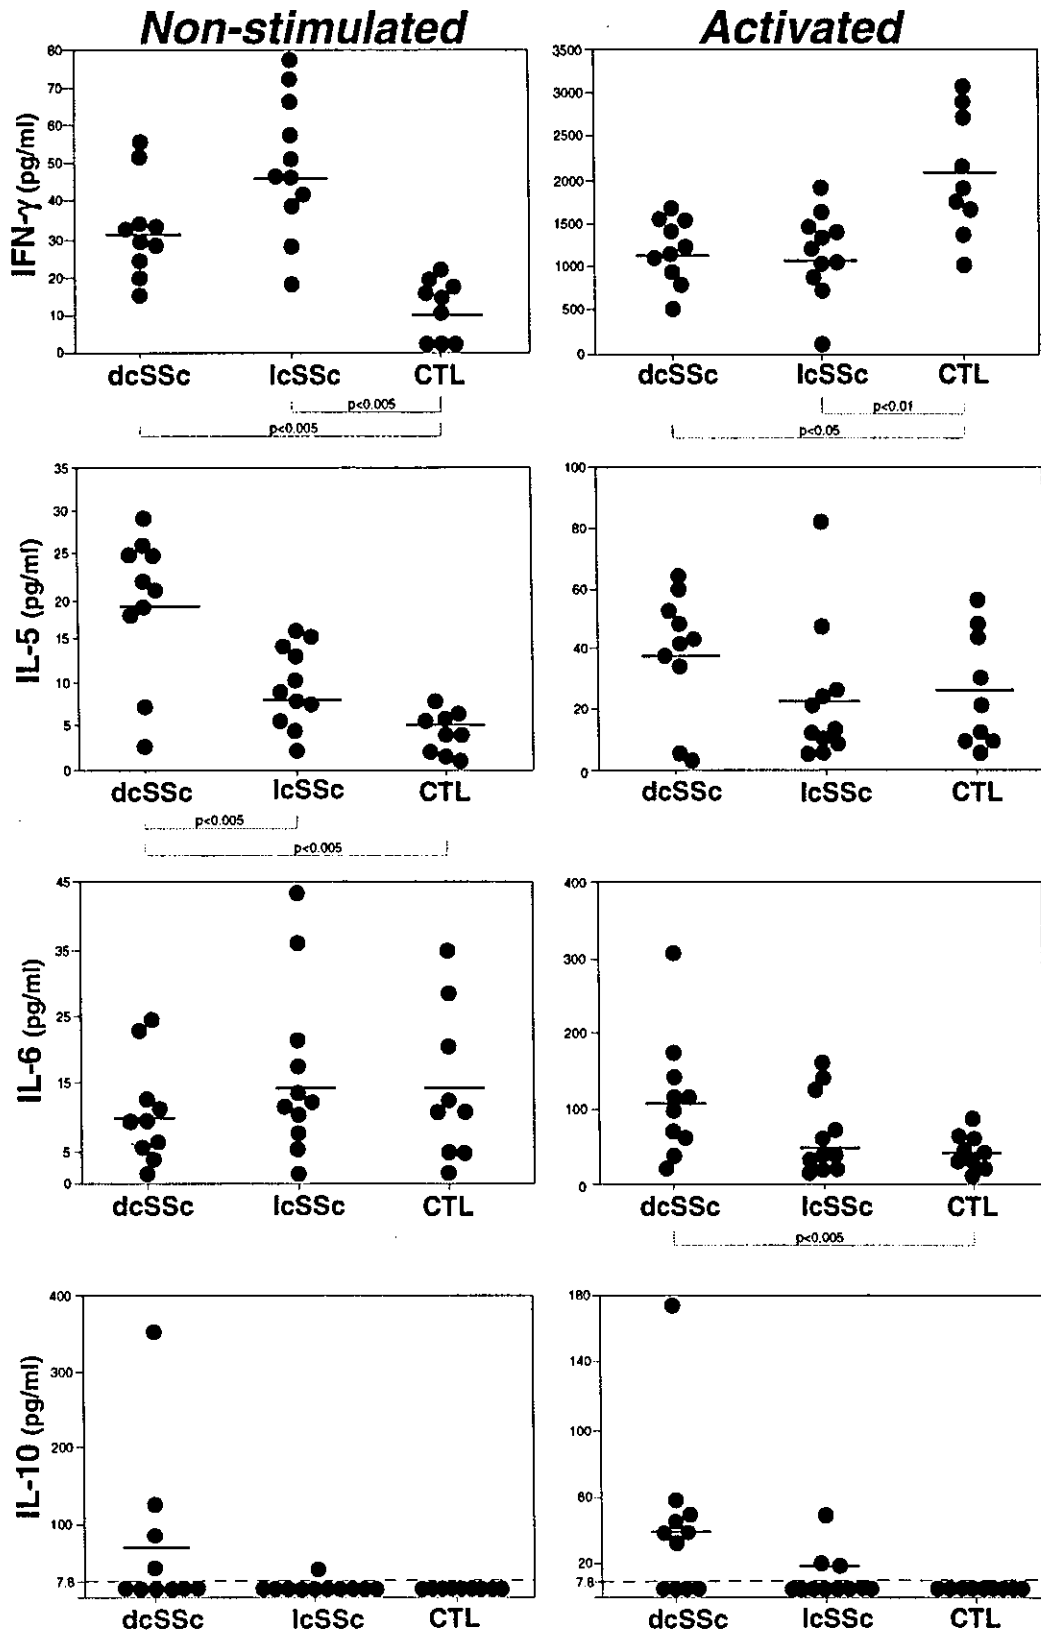 Non-stimulated
Activated
IFN-γ (pg/ml)
80
70
60
50
40
30
20
10
0
dcSSc
lcSSc
CTL
p<0.005
p<0.005
3500
3000
2500
2000
1500
1000
500
0
dcSSc
lcSSc
CTL
p<0.01
p<0.05
IL-5 (pg/ml)
35
30
25
20
15
10
5
0
dcSSc
lcSSc
CTL
p<0.005
p<0.005
100
80
60
40
20
0
dcSSc
lcSSc
CTL
IL-6 (pg/ml)
45
35
25
15
5
0
dcSSc
lcSSc
CTL
400
300
200
100
0
dcSSc
lcSSc
CTL
p<0.005
IL-10 (pg/ml)
400
300
200
100
7.8
dcSSc
lcSSc
CTL
180
140
100
60
20
7.8
dcSSc
lcSSc
CTL